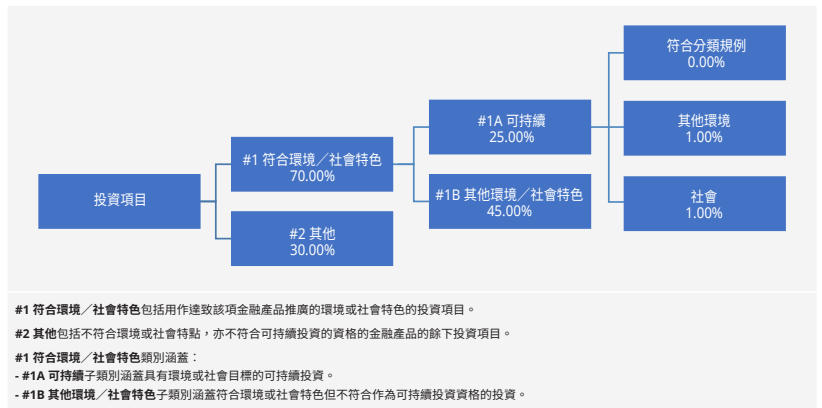 投資項目
#1 符合環境／社會特色
70.00%
#2 其他
30.00%
#1A 可持續
25.00%
#1B 其他環境／社會特色
45.00%
符合分類規例
0.00%
其他環境
1.00%
社會
1.00%
#1 符合環境／社會特色包括用作達致該項金融產品推廣的環境或社會特色的投資項目。
#2 其他包括不符合環境或社會特點，亦不符合可持續投資的資格的金融產品的餘下投資項目。
#1 符合環境／社會特色類別涵蓋：
- #1A 可持續子類別涵蓋具有環境或社會目標的可持續投資。
- #1B 其他環境／社會特色子類別涵蓋符合環境或社會特色但不符合作為可持續投資資格的投資。